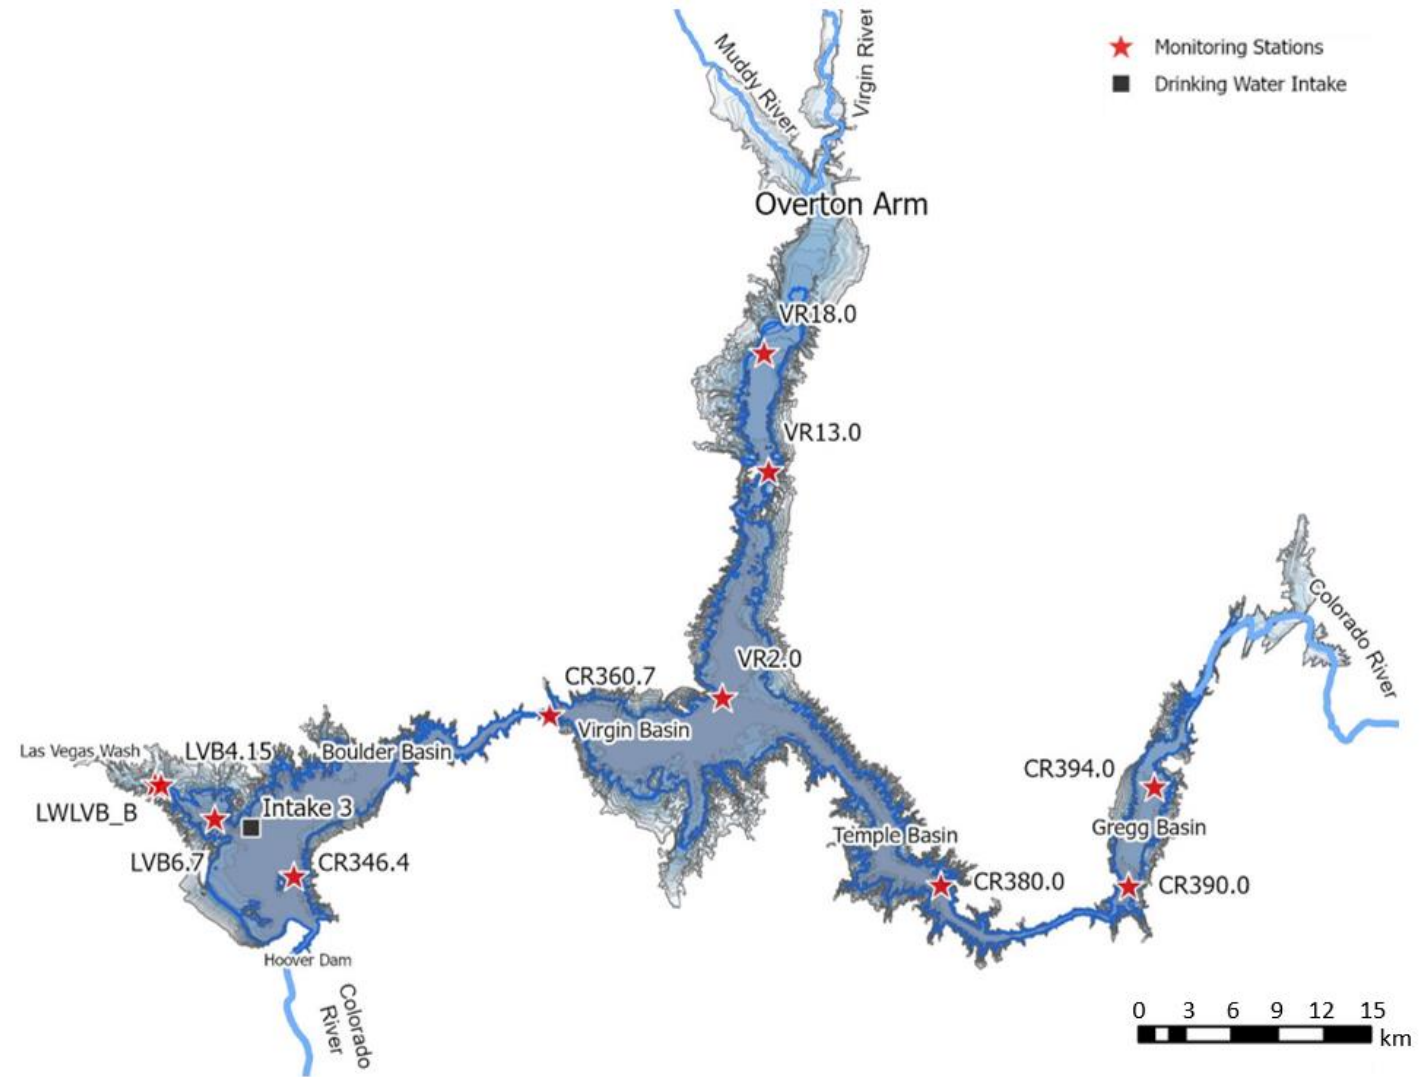 Muddy River
Virgin River
Monitoring Stations
Drinking Water Intake
Overton Arm
VR18.0
VR13.0
Colorado River
VR2.0
CR360.7
Virgin Basin
Las Vegas Wash
LVB4.15
Boulder Basin
CR394.0
LWLVB_B
Intake 3
Temple Basin
Gregg Basin
LVB6.7
CR346.4
CR380.0
CR390.0
Hoover Dam
Colorado
River
0 3 6 9 12 15
km